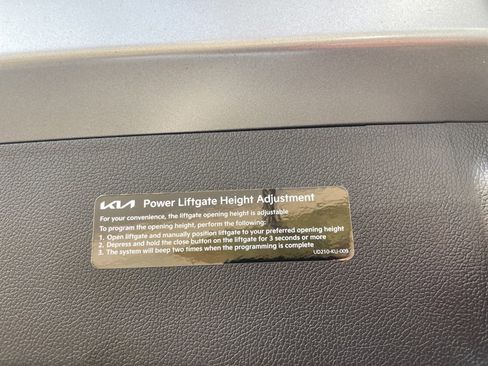 KIA Power Liftgate Height Adjustment
For your convenience, the liftgate opening height is adjustable
To program the opening height, perform the following:
1. Open liftgate and manually position liftgate to your preferred opening height
2. Depress and hold the close button on the liftgate for 3 seconds or more
3. The system will beep two times when the programming is complete
UD250-KU-005